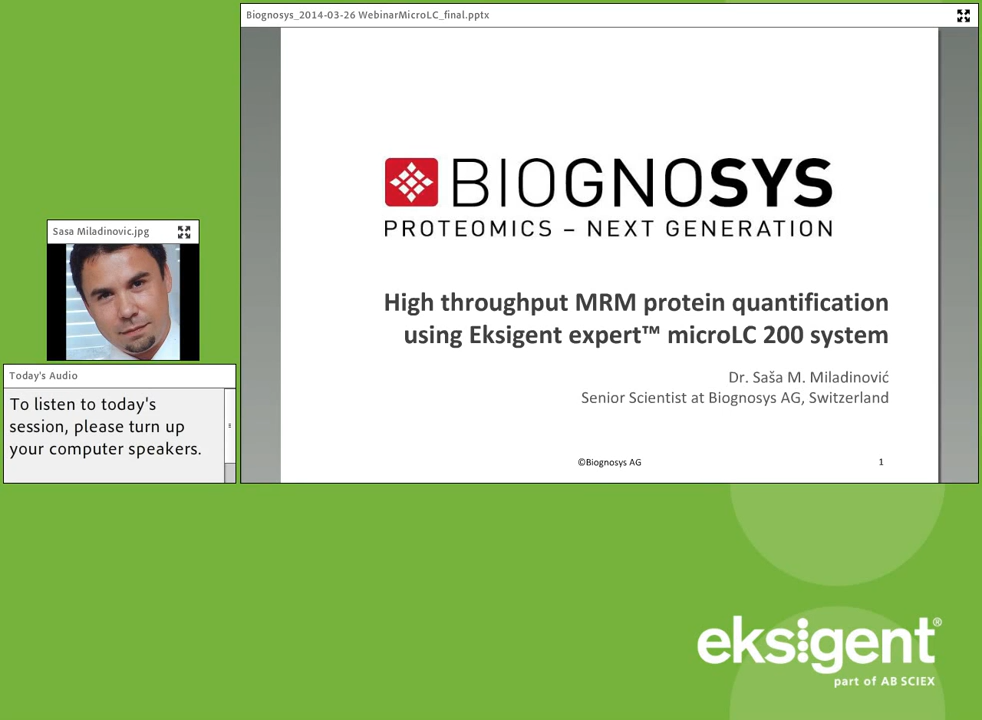 Biognosys_2014-03-26 WebinarMicroLC_final.pptx
BIOGNOSYS
PROTEOMICS – NEXT GENERATION
High throughput MRM protein quantification
using Eksigent expert™ microLC 200 system
Dr. Saša M. Miladinović
Senior Scientist at Biognosys AG, Switzerland
©Biognosys AG
1
Sasa Miladinovic.jpg
Today's Audio
To listen to today's
session, please turn up
your computer speakers.
eksigent®
part of AB SCIEX